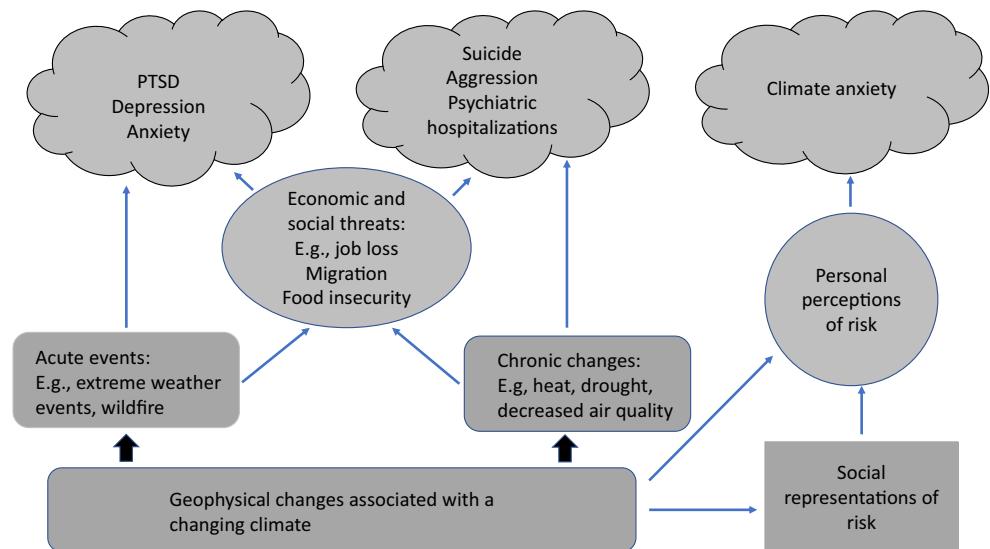 PTSD
Depression
Anxiety
Suicide
Aggression
Psychiatric
hospitalizations
Climate anxiety
Economic and
social threats:
E.g., job loss
Migration
Food insecurity
Personal
perceptions
of risk
Acute events:
E.g., extreme weather
events, wildfire
Chronic changes:
E.g, heat, drought,
decreased air quality
Geophysical changes associated with a
changing climate
Social
representations of
risk